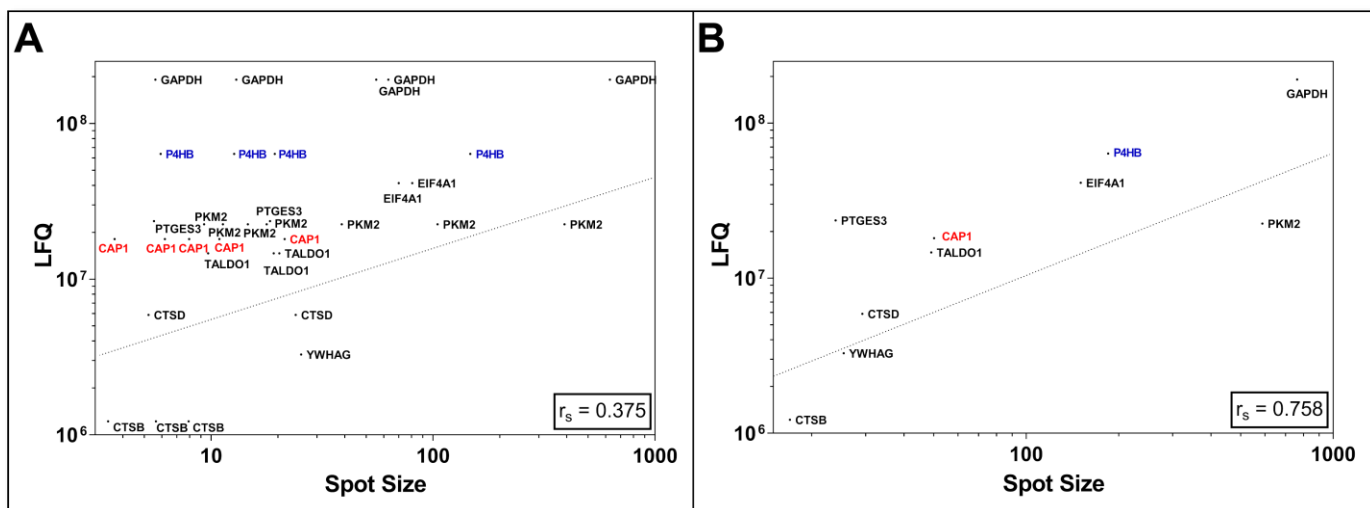 A
GAPDH GAPDH GAPDH GAPDH
GAPDH
10⁸
P4HB P4HB P4HB P4HB
EIF4A1
EIF4A1
PTGES3
PKM2 PKM2 PKM2 PKM2 PKM2
PTGES3 PKM2 PKM2
CAP1 CAP1 CAP1 CAP1 CAP1
TALDO1 TALDO1
TALDO1
10⁷
LFQ
CTSD CTSD
YWHAG
rₛ = 0.375
CTSB CTSB CTSB
10⁶
10 100 1000
Spot Size
B
GAPDH
10⁸
P4HB
EIF4A1
PTGES3 PKM2
CAP1
TALDO1
10⁷
LFQ
CTSD
YWHAG
CTSB
rₛ = 0.758
10⁶
100 1000
Spot Size